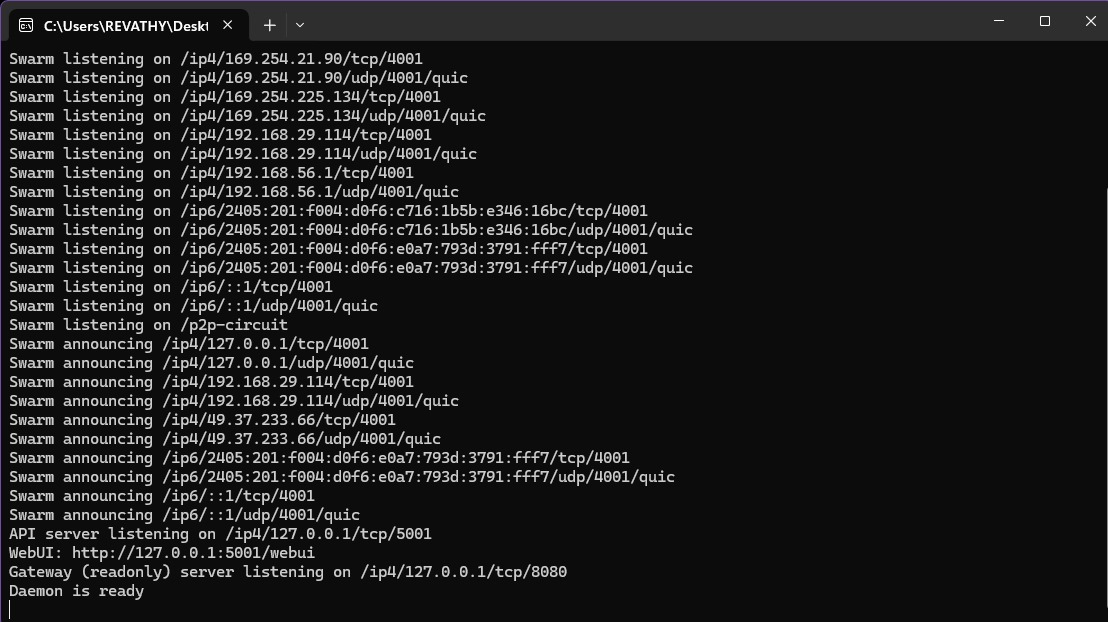 C:\Users\REVATHY\Deskt
Swarm listening on /ip4/169.254.21.90/tcp/4001
Swarm listening on /ip4/169.254.21.90/udp/4001/quic
Swarm listening on /ip4/169.254.225.134/tcp/4001
Swarm listening on /ip4/169.254.225.134/udp/4001/quic
Swarm listening on /ip4/192.168.29.114/tcp/4001
Swarm listening on /ip4/192.168.29.114/udp/4001/quic
Swarm listening on /ip4/192.168.56.1/tcp/4001
Swarm listening on /ip4/192.168.56.1/udp/4001/quic
Swarm listening on /ip6/2405:201:f004:d0f6:c716:1b5b:e346:16bc/tcp/4001
Swarm listening on /ip6/2405:201:f004:d0f6:c716:1b5b:e346:16bc/udp/4001/quic
Swarm listening on /ip6/2405:201:f004:d0f6:e0a7:793d:3791:fff7/tcp/4001
Swarm listening on /ip6/2405:201:f004:d0f6:e0a7:793d:3791:fff7/udp/4001/quic
Swarm listening on /ip6/::1/tcp/4001
Swarm listening on /ip6/::1/udp/4001/quic
Swarm listening on /p2p-circuit
Swarm announcing /ip4/127.0.0.1/tcp/4001
Swarm announcing /ip4/127.0.0.1/udp/4001/quic
Swarm announcing /ip4/192.168.29.114/tcp/4001
Swarm announcing /ip4/192.168.29.114/udp/4001/quic
Swarm announcing /ip4/49.37.233.66/tcp/4001
Swarm announcing /ip4/49.37.233.66/udp/4001/quic
Swarm announcing /ip6/2405:201:f004:d0f6:e0a7:793d:3791:fff7/tcp/4001
Swarm announcing /ip6/2405:201:f004:d0f6:e0a7:793d:3791:fff7/udp/4001/quic
Swarm announcing /ip6/::1/tcp/4001
Swarm announcing /ip6/::1/udp/4001/quic
API server listening on /ip4/127.0.0.1/tcp/5001
WebUI: http://127.0.0.1:5001/webui
Gateway (readonly) server listening on /ip4/127.0.0.1/tcp/8080
Daemon is ready